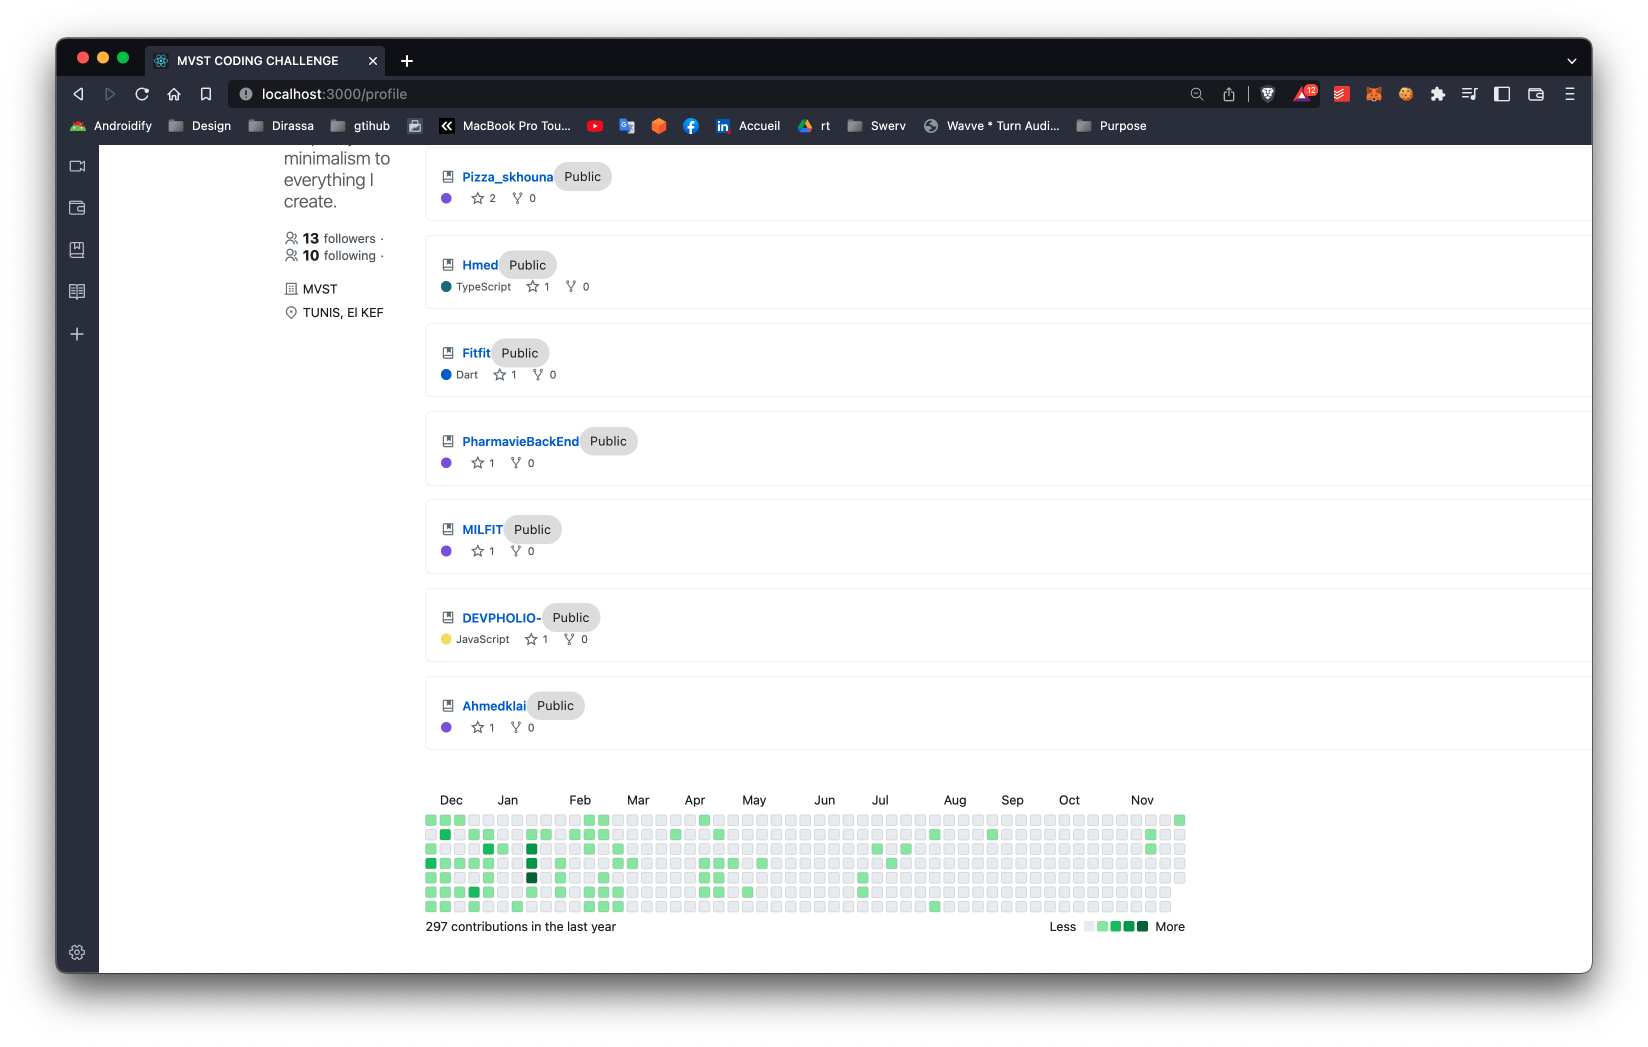 MVST CODING CHALLENGE
localhost:3000/profile
12
Androidify Design Dirassa gtihub MacBook Pro Tou... Accueil rt Swerv Wavve * Turn Audi... Purpose
minimalism to
everything I
create.
13 followers ·
10 following ·
MVST
TUNIS, El KEF
Pizza_skhouna Public
2 0
Hmed Public
TypeScript 1 0
Fitfit Public
Dart 1 0
PharmavieBackEnd Public
1 0
MILFIT Public
1 0
DEVPHOLIO- Public
JavaScript 1 0
Ahmedklai Public
1 0
Dec Jan Feb Mar Apr May Jun Jul Aug Sep Oct Nov
297 contributions in the last year
Less More